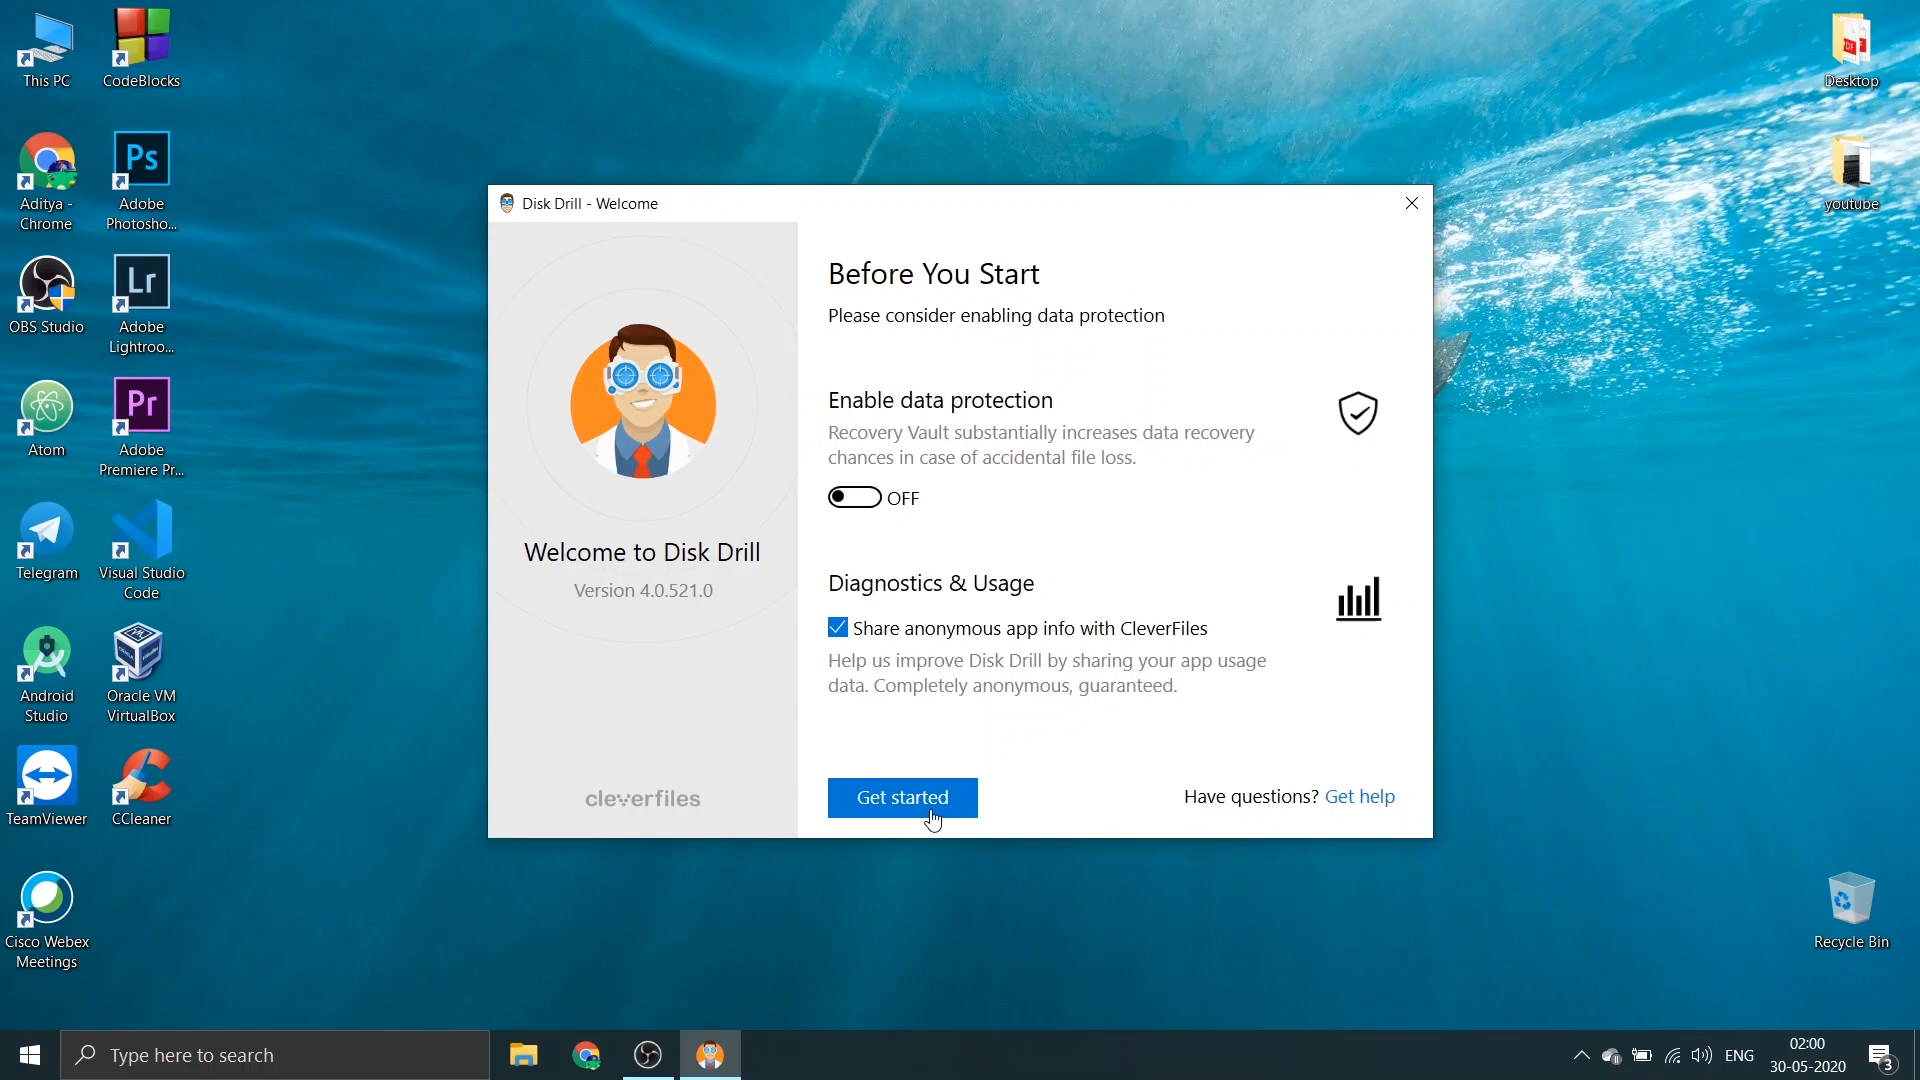 This PC
CodeBlocks
Aditya -
Chrome
Ps
Adobe
Photosho...
OBS Studio
Lr
Adobe
Lightroo...
Atom
Pr
Adobe
Premiere Pr...
Telegram
Visual Studio
Code
Android
Studio
Oracle VM
VirtualBox
TeamViewer
CCleaner
Cisco Webex
Meetings
Disk Drill - Welcome
Welcome to Disk Drill
Version 4.0.521.0
cleverfiles
Before You Start
Please consider enabling data protection
Enable data protection
Recovery Vault substantially increases data recovery
chances in case of accidental file loss.
OFF
Diagnostics & Usage
Share anonymous app info with CleverFiles
Help us improve Disk Drill by sharing your app usage
data. Completely anonymous, guaranteed.
Get started
Have questions? Get help
PDF
Desktop
youtube
Recycle Bin
Type here to search
ENG
02:00
30-05-2020
3